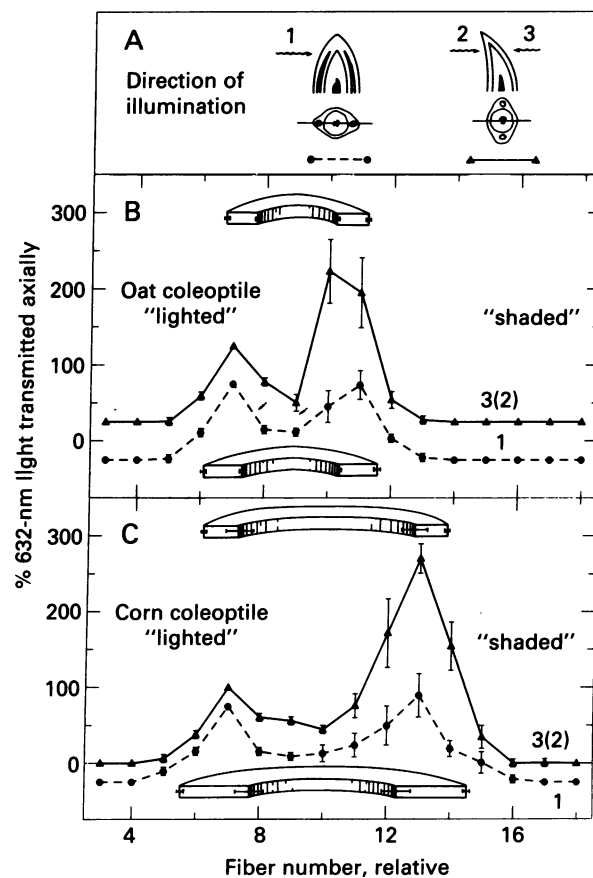 A
Direction of
illumination
1
2
3
B
300
200
100
0
Oat coleoptile
"lighted"
"shaded"
3(2)
1
C
300
200
100
0
Corn coleoptile
"lighted"
"shaded"
3(2)
1
% 632-nm light transmitted axially
4
8
12
16
Fiber number, relative